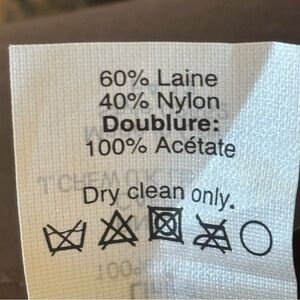 60% Laine
40% Nylon
Doublure:
100% Acétate
Dry clean only.